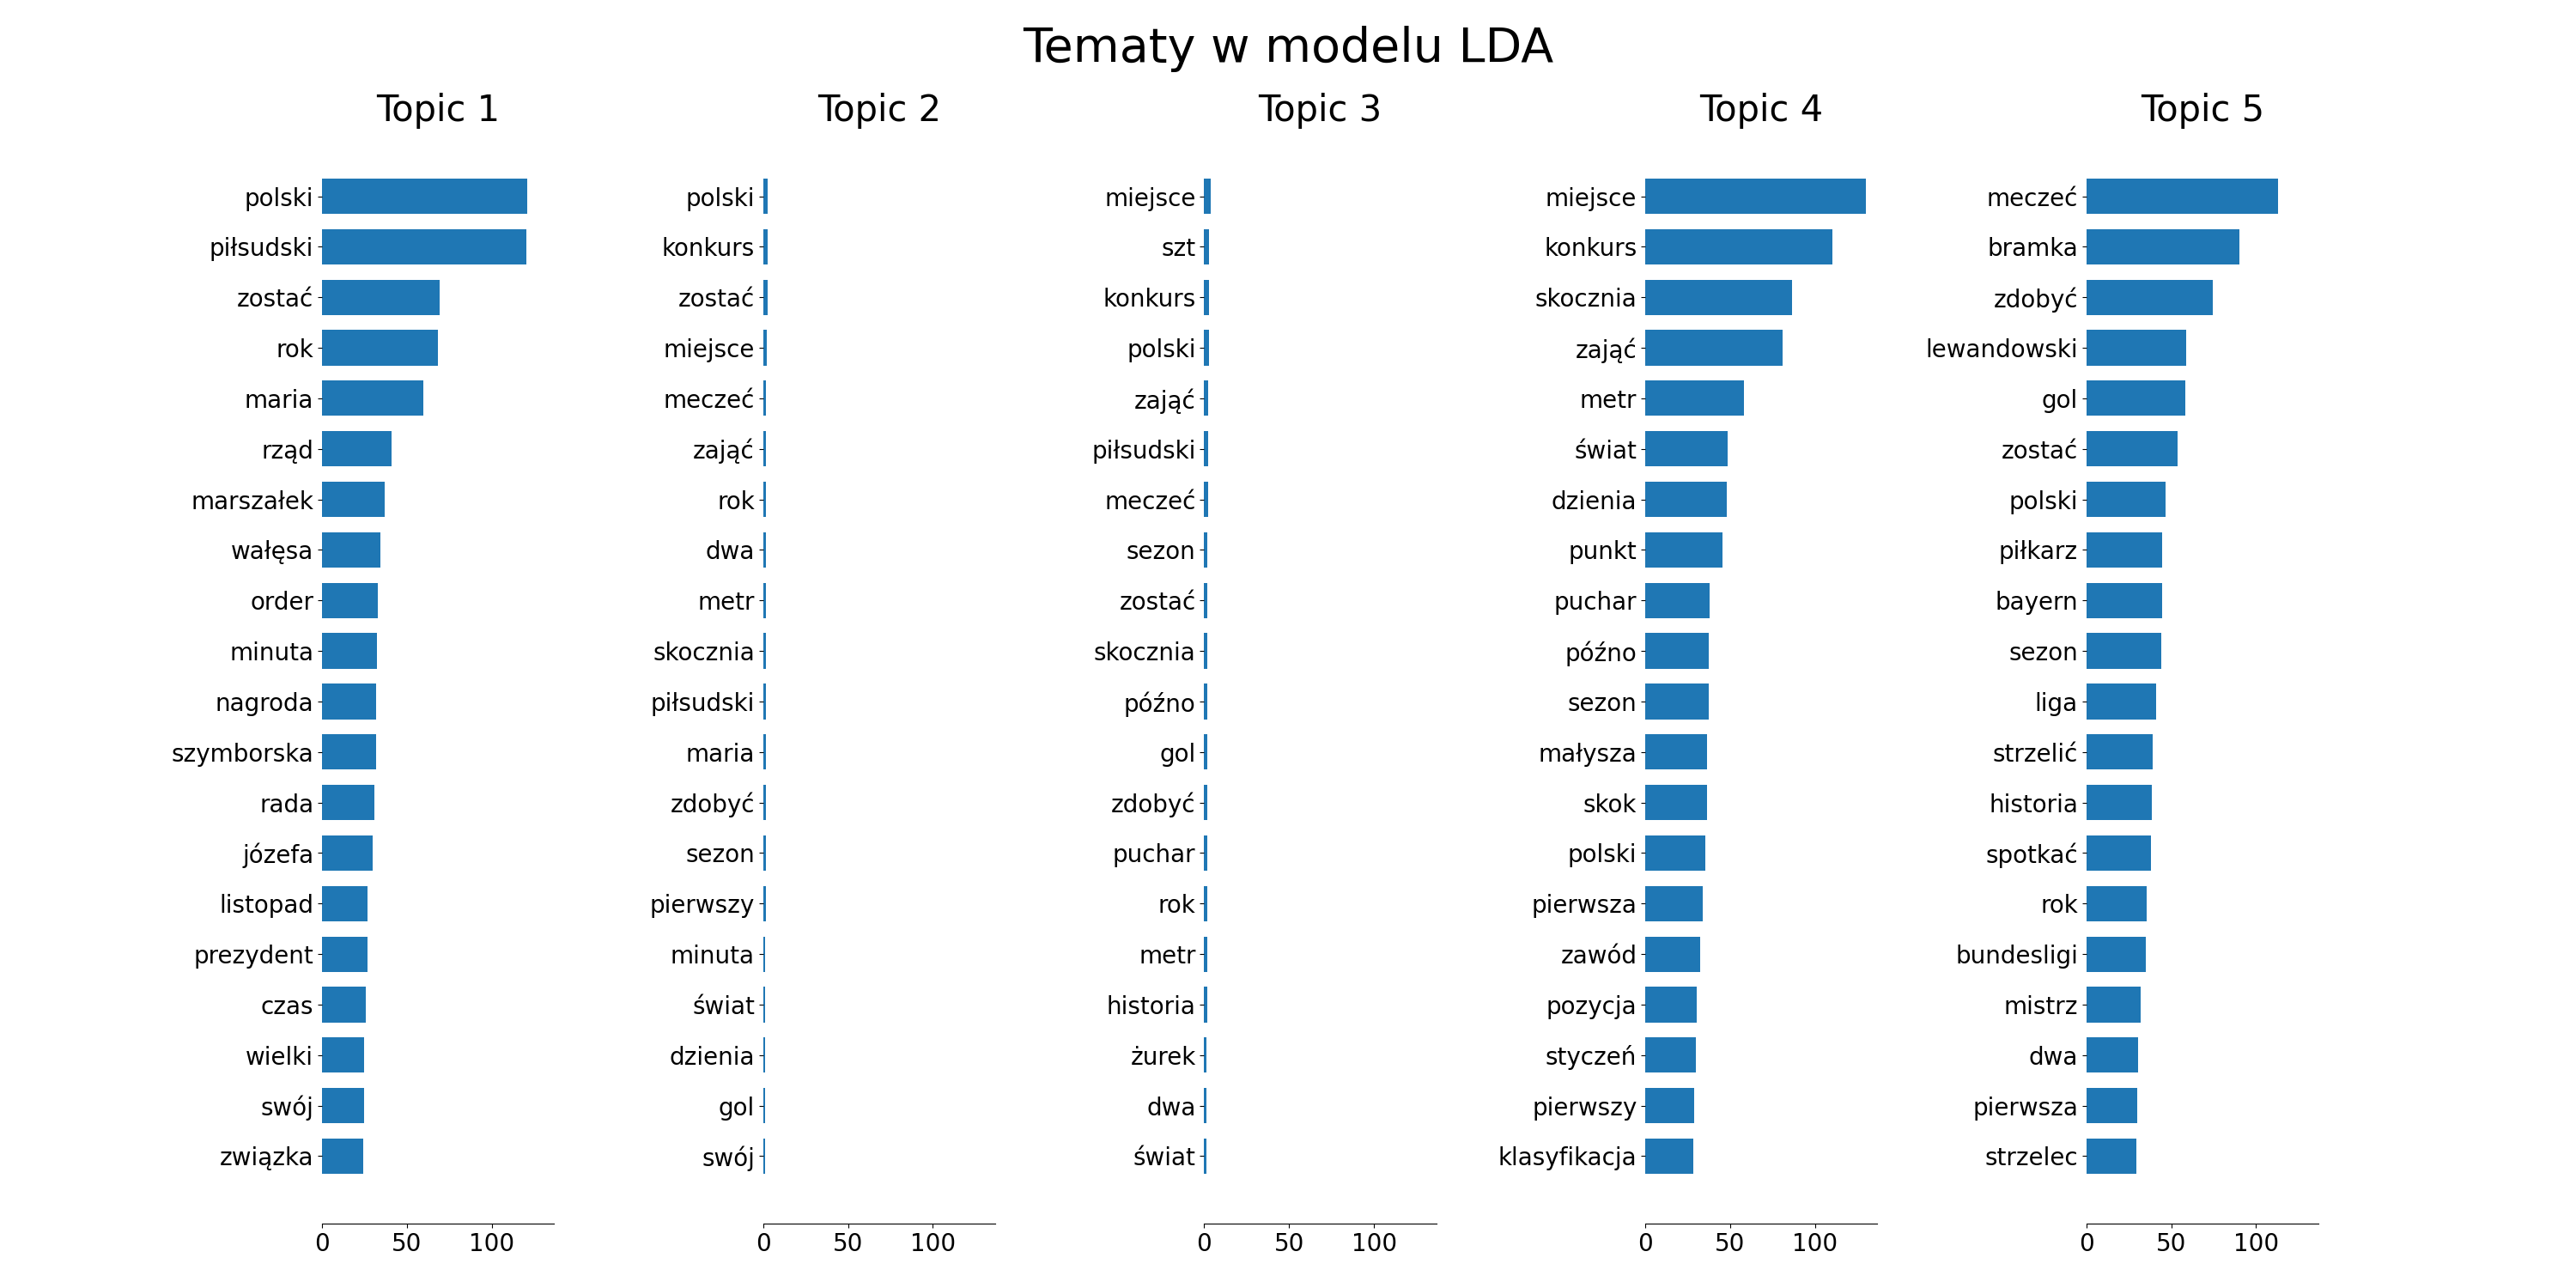 Tematy w modelu LDA
Topic 1
polski
piłsudski
zostać
rok
maria
rząd
marszałek
wałęsa
order
minuta
nagroda
szymborska
rada
józefa
listopad
prezydent
czas
wielki
swój
związka
0 50 100
Topic 2
polski
konkurs
zostać
miejsce
meczeć
zająć
rok
dwa
metr
skocznia
piłsudski
maria
zdobyć
sezon
pierwszy
minuta
świat
dzienia
gol
swój
0 50 100
Topic 3
miejsce
szt
konkurs
polski
zająć
piłsudski
meczeć
sezon
zostać
skocznia
późno
gol
zdobyć
puchar
rok
metr
historia
żurek
dwa
świat
0 50 100
Topic 4
miejsce
konkurs
skocznia
zająć
metr
świat
dzienia
punkt
puchar
późno
sezon
małysza
skok
polski
pierwsza
zawód
pozycja
styczeń
pierwszy
klasyfikacja
0 50 100
Topic 5
meczeć
bramka
zdobyć
lewandowski
gol
zostać
polski
piłkarz
bayern
sezon
liga
strzelić
historia
spotkać
rok
bundesligi
mistrz
dwa
pierwsza
strzelec
0 50 100